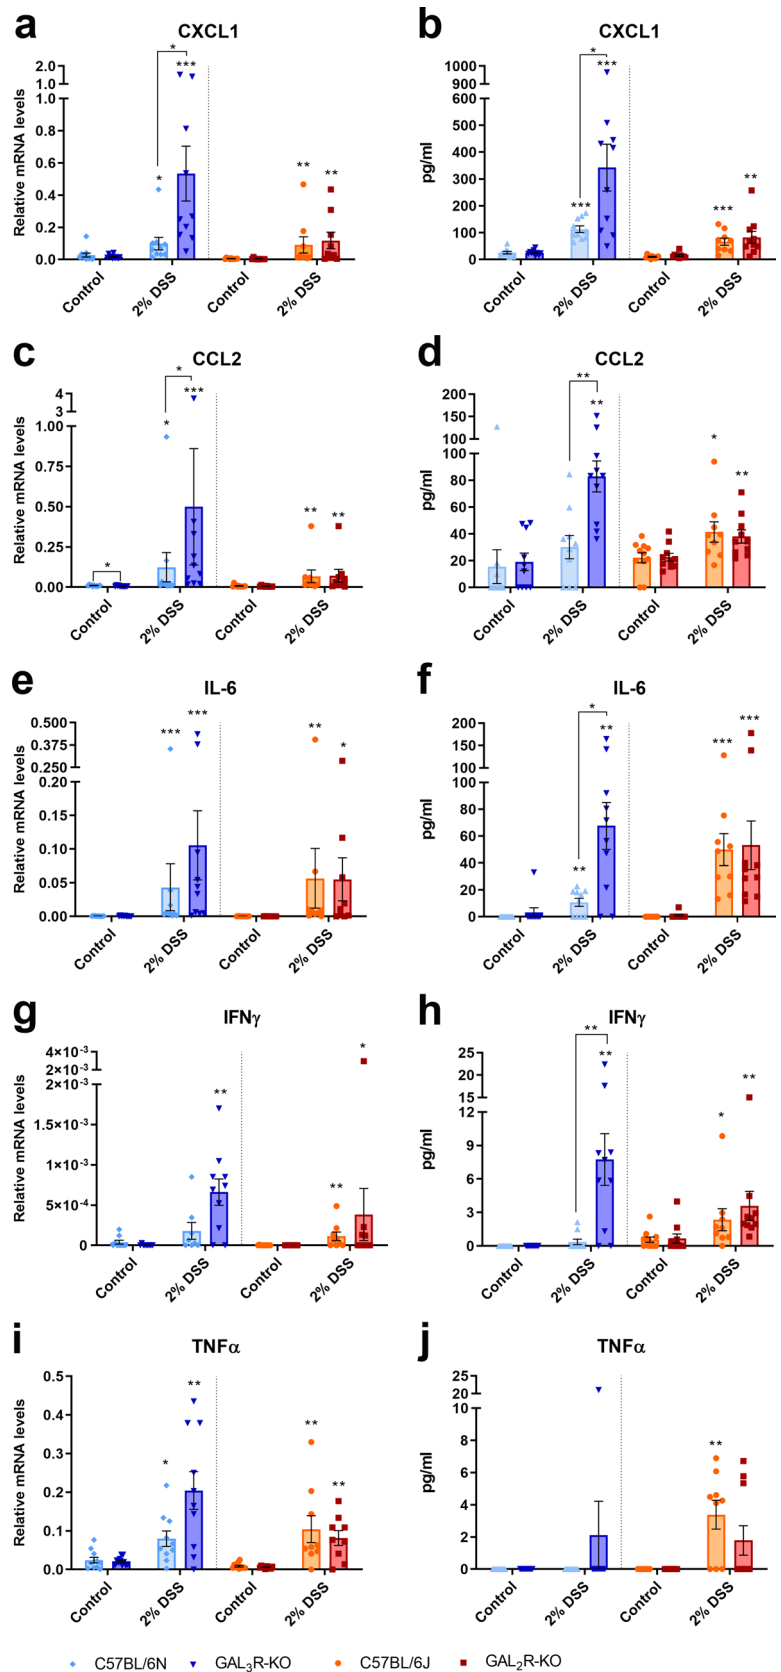 a
CXCL1
Relative mRNA levels
2.0
1.0
1.0
0.8
0.6
0.4
0.2
0.0
*
*
***
**
**
Control
2% DSS
Control
2% DSS
b
CXCL1
pg/ml
1000
800
600
600
500
400
300
200
100
0
*
***
***
***
**
Control
2% DSS
Control
2% DSS
c
CCL2
Relative mRNA levels
4
3
1.00
0.75
0.50
0.25
0.00
*
*
*
***
**
**
Control
2% DSS
Control
2% DSS
d
CCL2
pg/ml
200
150
100
100
80
60
40
20
0
**
**
*
**
Control
2% DSS
Control
2% DSS
e
IL-6
Relative mRNA levels
0.500
0.375
0.250
0.20
0.15
0.10
0.05
0.00
***
***
**
*
Control
2% DSS
Control
2% DSS
f
IL-6
pg/ml
200
150
100
100
80
60
40
20
0
*
**
**
***
***
Control
2% DSS
Control
2% DSS
g
IFNγ
Relative mRNA levels
4×10⁻³
2×10⁻³
2×10⁻³
1×10⁻³
5×10⁻⁴
0
**
**
*
Control
2% DSS
Control
2% DSS
h
IFNγ
pg/ml
25
20
15
12
9
6
3
0
**
**
*
**
Control
2% DSS
Control
2% DSS
i
TNFα
Relative mRNA levels
0.5
0.4
0.3
0.2
0.1
0.0
*
**
**
**
Control
2% DSS
Control
2% DSS
j
TNFα
pg/ml
25
20
15
8
6
4
2
0
**
Control
2% DSS
Control
2% DSS
C57BL/6N GAL₃R-KO C57BL/6J GAL₂R-KO